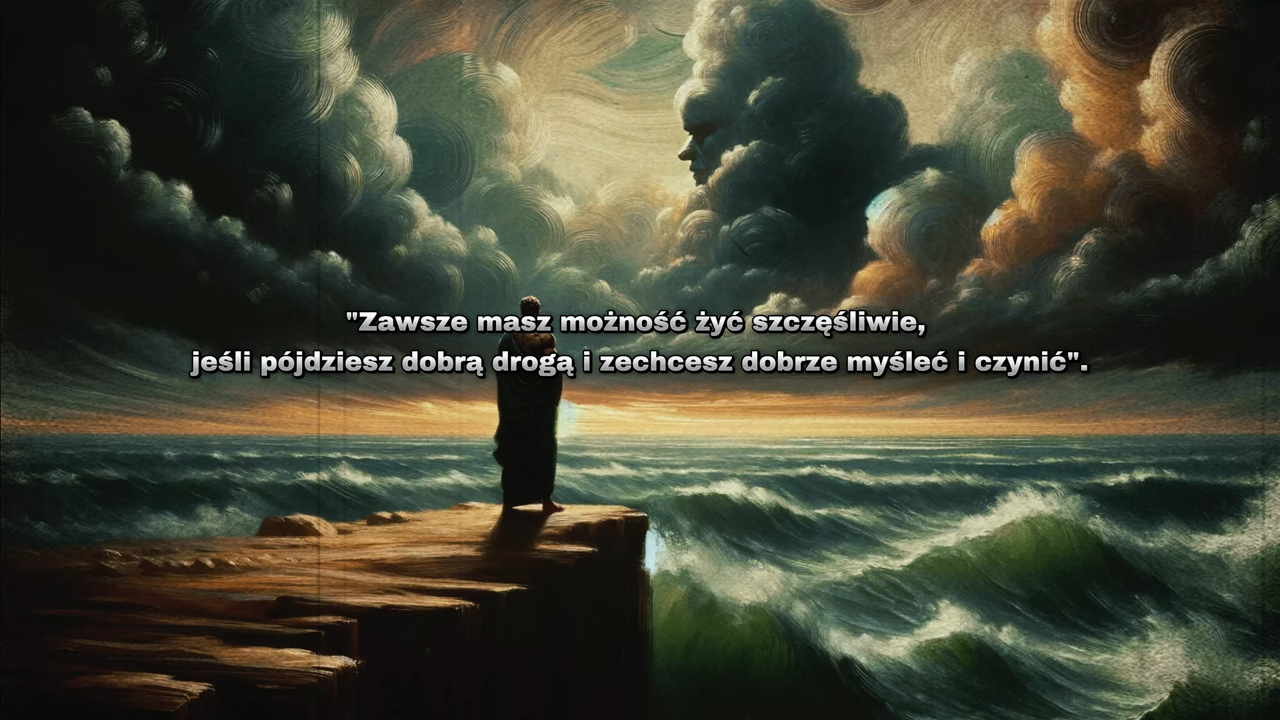 "Zawsze masz możność żyć szczęśliwie,
jeśli pójdziesz dobrą drogą i zechcesz dobrze myśleć i czynić".